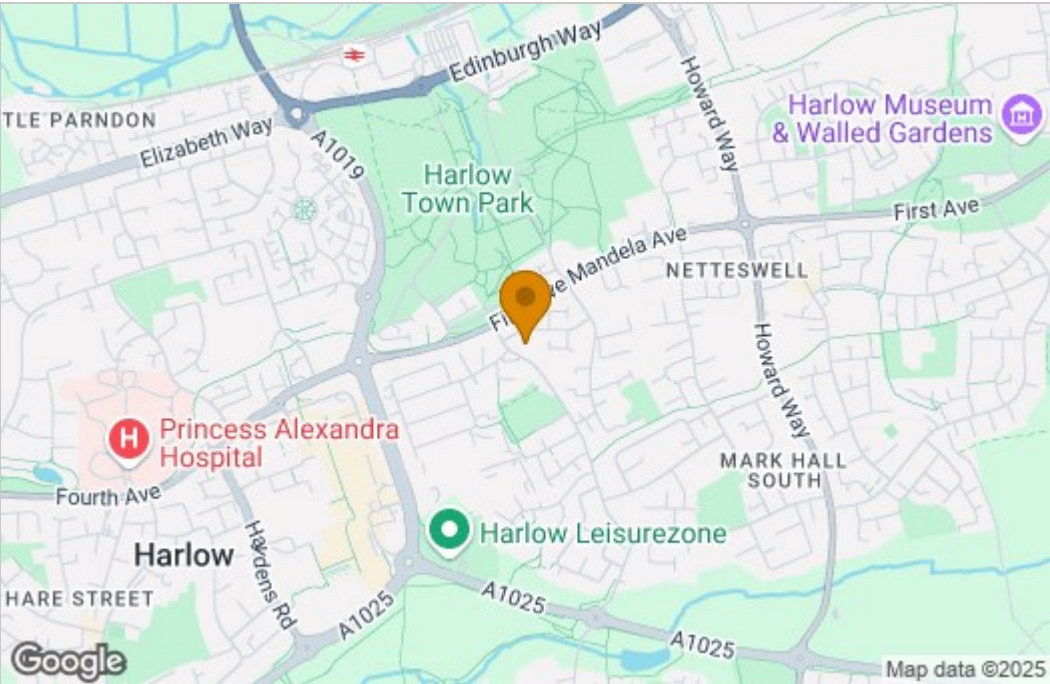 Edinburgh Way
Howard Way
TLE PARNDON
Elizabeth Way
A1019
Harlow Museum
& Walled Gardens
Harlow
Town Park
First Ave
Mandela Ave
NETTESWELL
Howard Way
H
Princess Alexandra
Hospital
MARK HALL
SOUTH
Fourth Ave
Harlow Leisurezone
Harlow
Haydens Rd
HARE STREET
A1025
A1025
A1025
Google
Map data ©2025